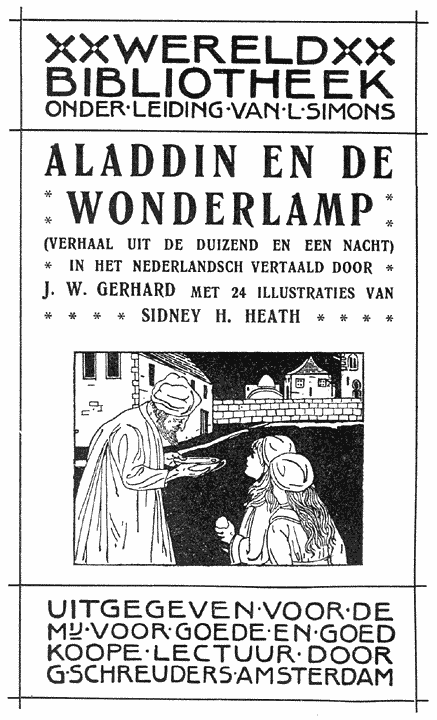 ××WERELD××
BIBLIOTHEEK
ONDER·LEIDING·VAN·L·SIMONS
ALADDIN EN DE
* WONDERLAMP *
(VERHAAL UIT DE DUIZEND EN EEN NACHT)
* IN HET NEDERLANDSCH VERTAALD DOOR *
J. W. GERHARD MET 24 ILLUSTRATIES VAN
* * * * SIDNEY H. HEATH * * * *
UITGEGEVEN·VOOR·DE
MIJ·VOOR·GOEDE·EN·GOED
KOOPE·LECTUUR·DOOR
G·SCHREUDERS·AMSTERDAM